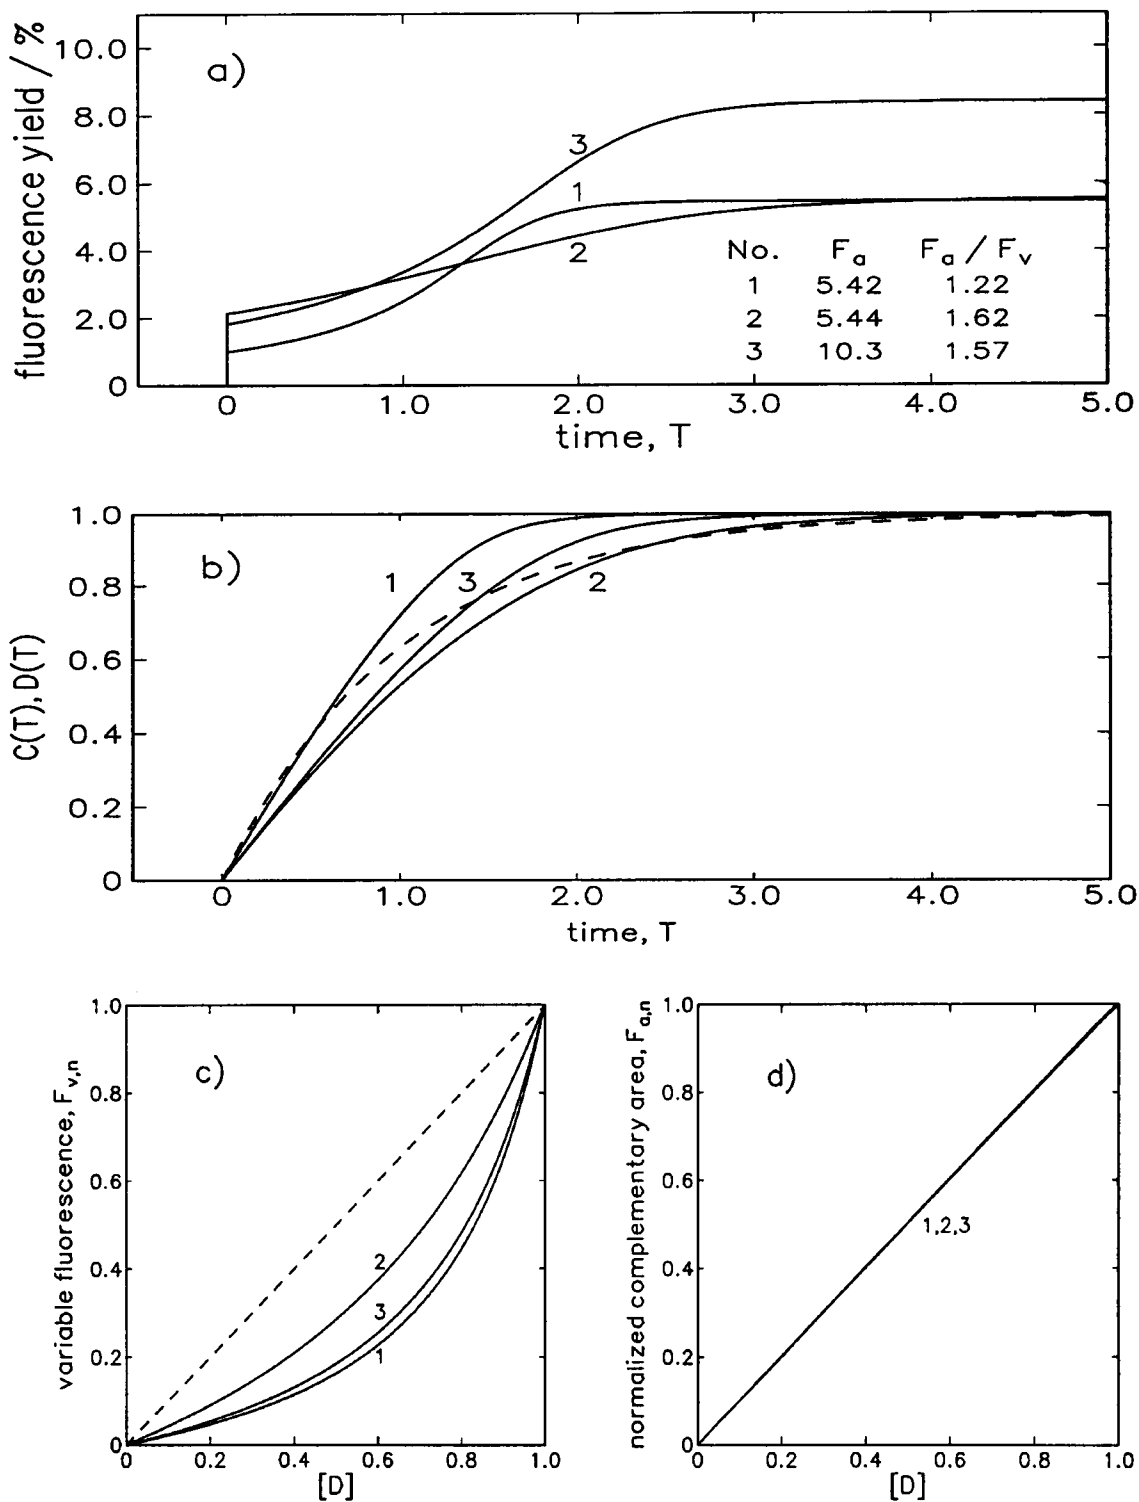 fluorescence yield / %
10.0
8.0
6.0
4.0
2.0
0
a)
3
1
2
No. Fa Fa / Fv
1 5.42 1.22
2 5.44 1.62
3 10.3 1.57
0 1.0 2.0 3.0 4.0 5.0
time, T
C(T), D(T)
1.0
0.8
0.6
0.4
0.2
0
b)
1
3
2
0 1.0 2.0 3.0 4.0 5.0
time, T
variable fluorescence, Fv,n
1.0
0.8
0.6
0.4
0.2
0
c)
2
3
1
0 0.2 0.4 0.6 0.8 1.0
[D]
normalized complementary area, Fa,n
1.0
0.8
0.6
0.4
0.2
0
d)
1,2,3
0 0.2 0.4 0.6 0.8 1.0
[D]